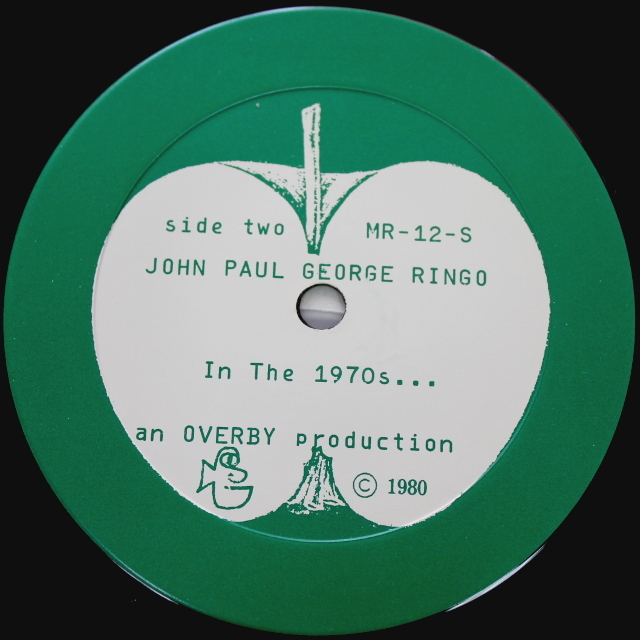 side two MR-12-S
JOHN PAUL GEORGE RINGO
In The 1970s...
an OVERBY production
© 1980